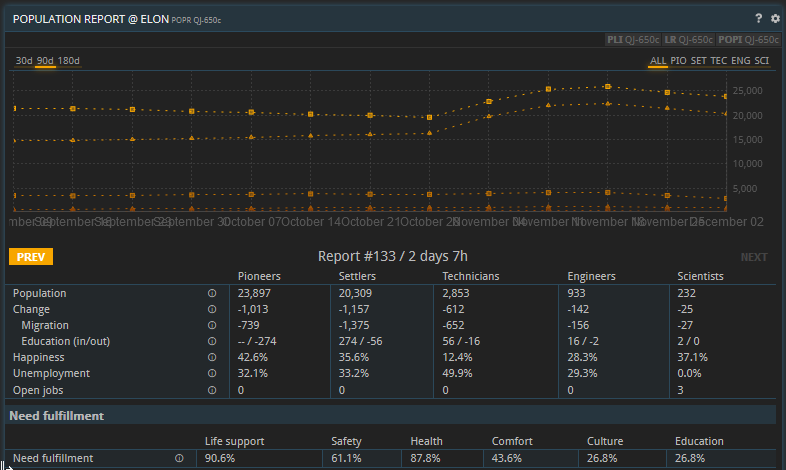 POPULATION REPORT @ ELON POPR QJ-650c ? 
PLI QJ-650c LR QJ-650c POPI QJ-650c
30d 90d 180d ALL PIO SET TEC ENG SCI
25,000
20,000
15,000
10,000
5,000
September 16 September 23 September 30 October 07 October 14 October 21 October 28 November 04 November 11 November 18 November 25 December 02
PREV Report #133 / 2 days 7h NEXT
Pioneers Settlers Technicians Engineers Scientists
Population 23,897 20,309 2,853 933 232
Change -1,013 -1,157 -612 -142 -25
Migration -739 -1,375 -652 -156 -27
Education (in/out) -- / -274 274 / -56 56 / -16 16 / -2 2 / 0
Happiness 42.6% 35.6% 12.4% 28.3% 37.1%
Unemployment 32.1% 33.2% 49.9% 29.3% 0.0%
Open jobs 0 0 0 0 3
Need fulfillment
Life support Safety Health Comfort Culture Education
Need fulfillment 90.6% 61.1% 87.8% 43.6% 26.8% 26.8%